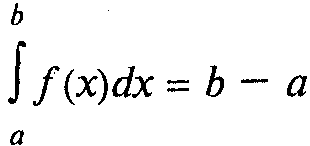 b
∫ f(x)dx = b − a
a